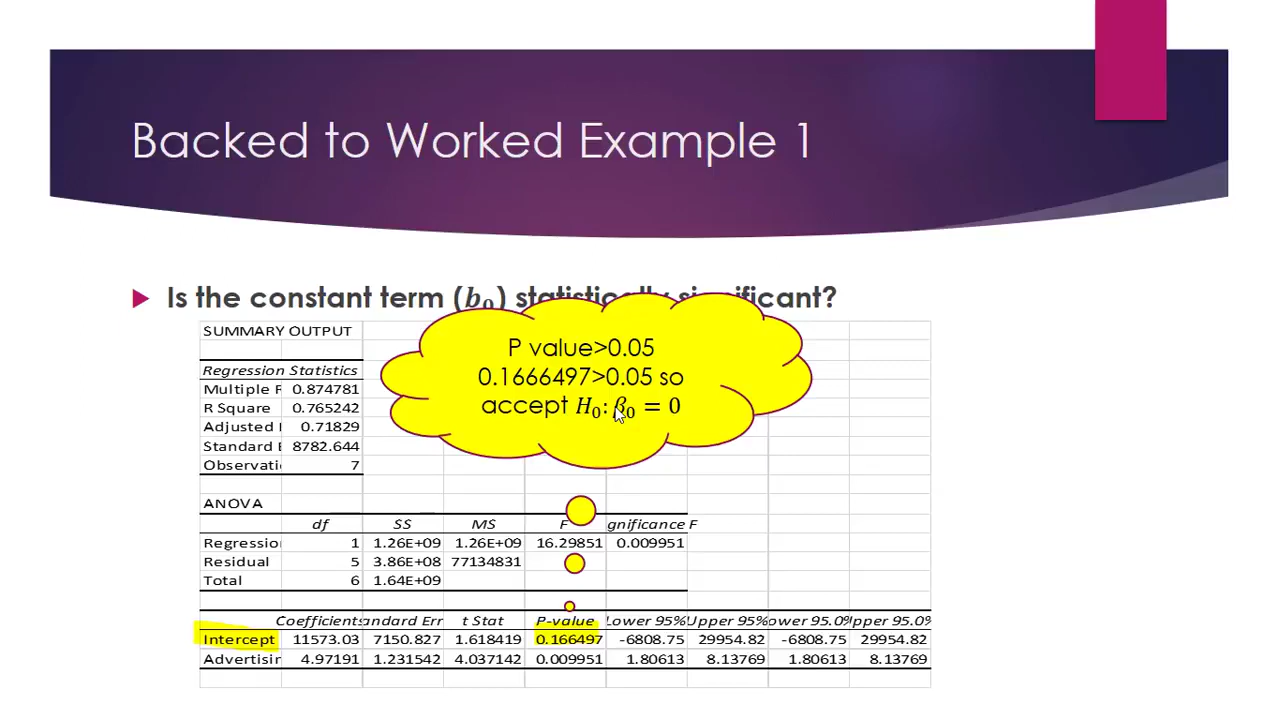 Backed to Worked Example 1
Is the constant term (b₀) statistically significant?
P value>0.05
0.1666497>0.05 so
accept H₀: β₀ = 0
SUMMARY OUTPUT
Regression Statistics
Multiple R 0.874781
R Square 0.765242
Adjusted I 0.71829
Standard E 8782.644
Observati 7
ANOVA
df SS MS F gnificance F
Regressio 1 1.26E+09 1.26E+09 16.29851 0.009951
Residual 5 3.86E+08 77134831
Total 6 1.64E+09
Coefficients andard Err t Stat P-value Lower 95% Upper 95% ower 95.0% pper 95.0%
Intercept 11573.03 7150.827 1.618419 0.166497 -6808.75 29954.82 -6808.75 29954.82
Advertisin 4.97191 1.231542 4.037142 0.009951 1.80613 8.13769 1.80613 8.13769